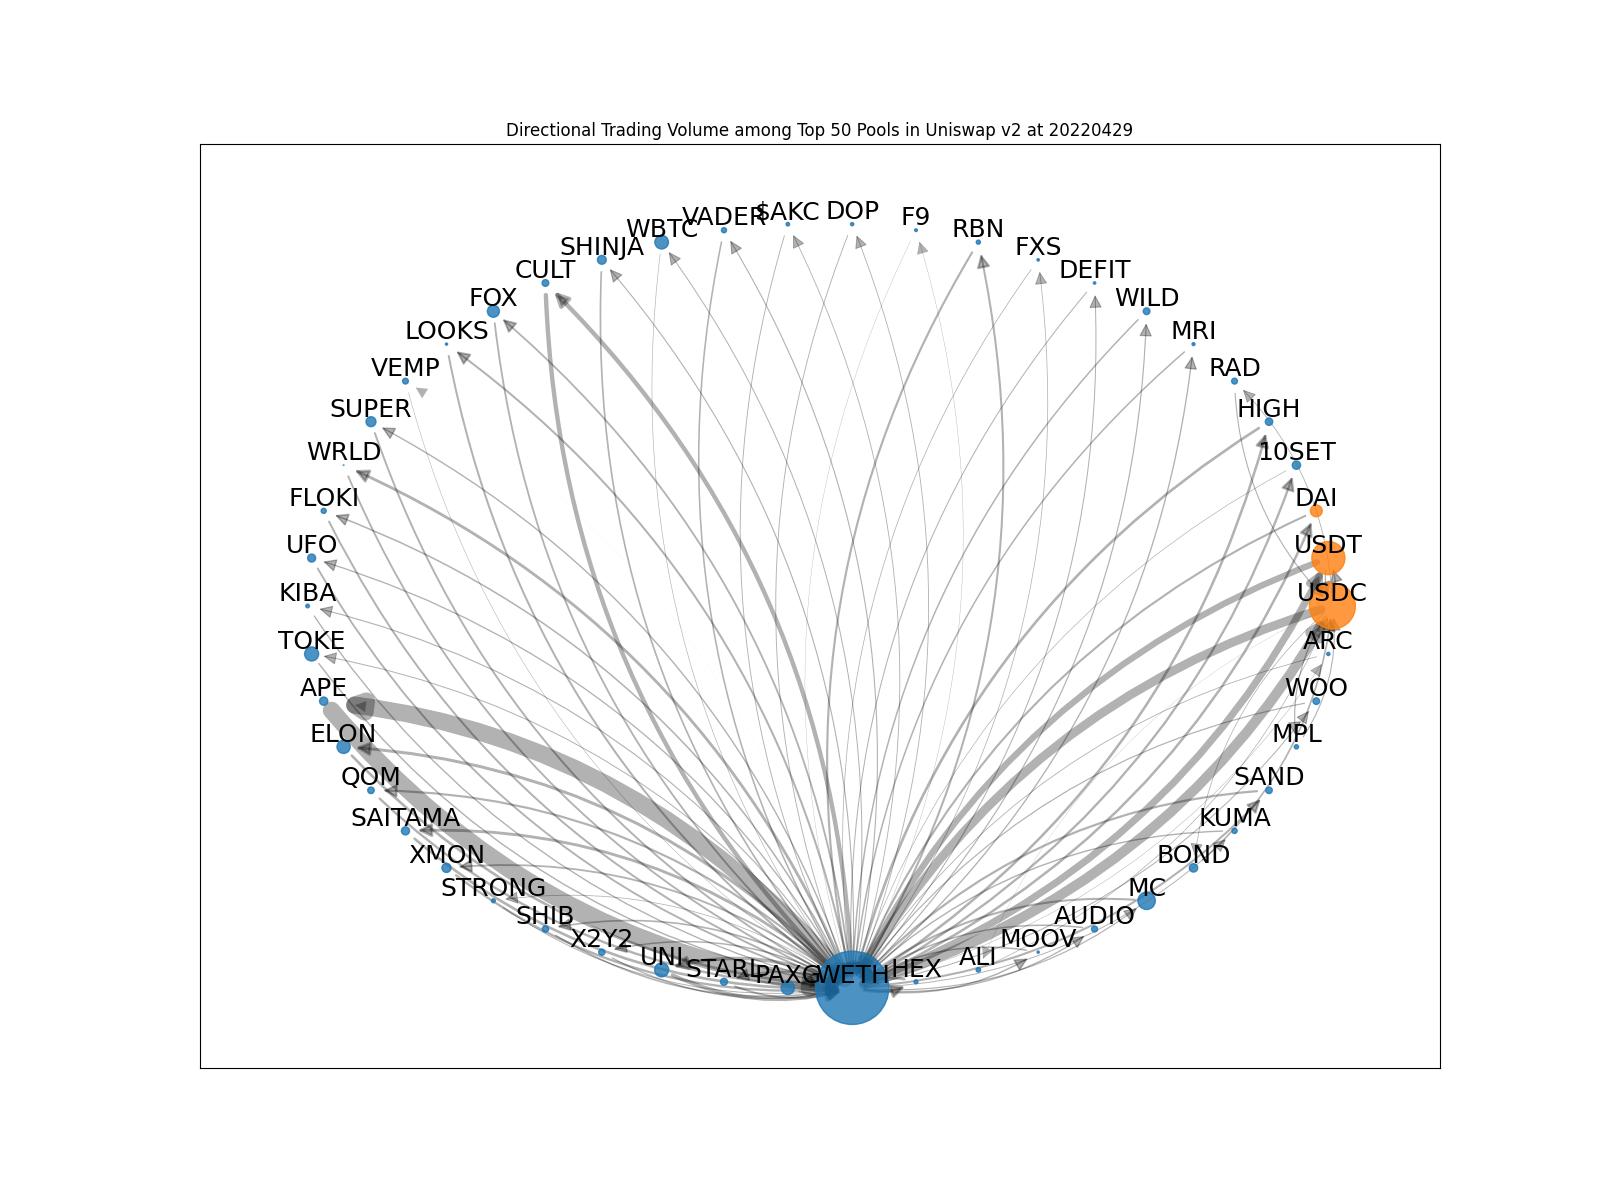 Directional Trading Volume among Top 50 Pools in Uniswap v2 at 20220429
VADER
$AKC
DOP
F9
WBTC
RBN
SHINJA
FXS
CULT
DEFIT
FOX
WILD
LOOKS
MRI
VEMP
RAD
SUPER
HIGH
WRLD
10SET
FLOKI
DAI
UFO
USDT
KIBA
USDC
TOKE
ARC
APE
WOO
ELON
MPL
QOM
SAND
SAITAMA
KUMA
XMON
BOND
STRONG
MC
SHIB
AUDIO
X2Y2
MOOV
UNI
ALI
STARL
HEX
PAXG
WETH